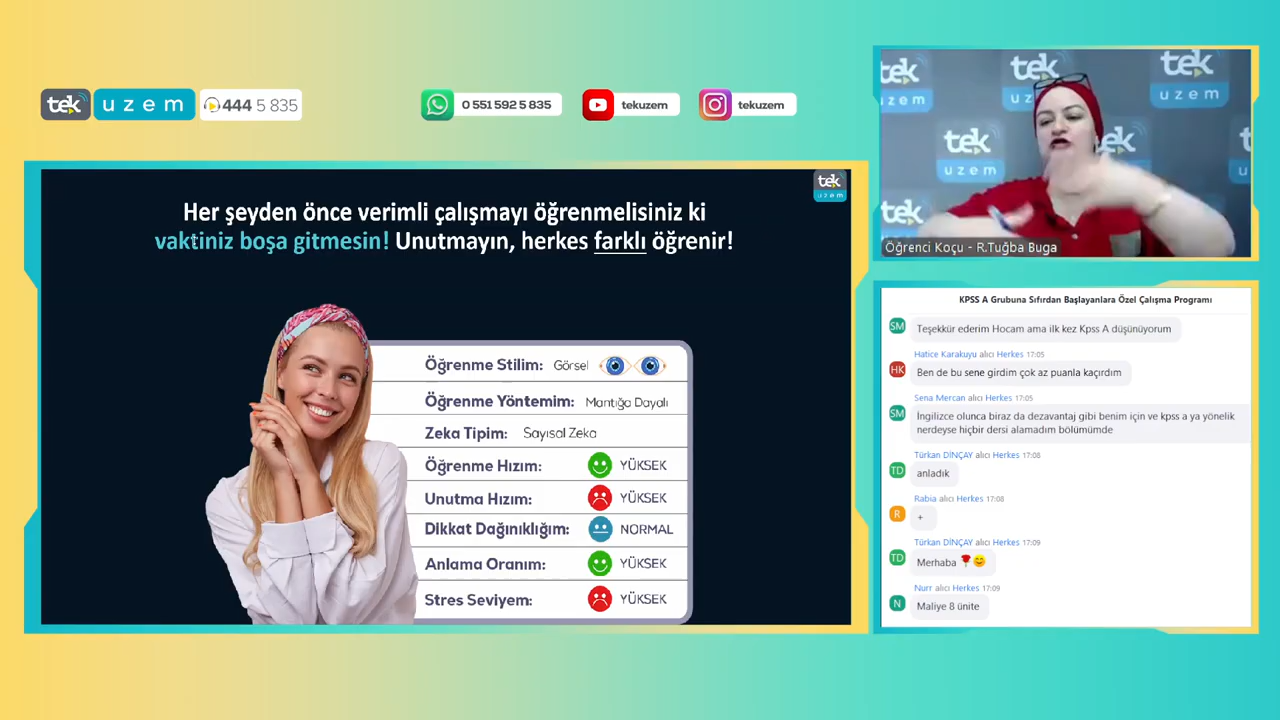 tek uzem 444 5 835
0 551 592 5 835
tekuzem
tekuzem
tek
uzem
Her şeyden önce verimli çalışmayı öğrenmelisiniz ki
vaktiniz boşa gitmesin! Unutmayın, herkes farklı öğrenir!
Öğrenme Stilim: Görsel
Öğrenme Yöntemim: Mantığa Dayalı
Zeka Tipim: Sayısal Zeka
Öğrenme Hızım: YÜKSEK
Unutma Hızım: YÜKSEK
Dikkat Dağınıklığım: NORMAL
Anlama Oranım: YÜKSEK
Stres Seviyem: YÜKSEK
tek
uzem
tek
tek
uzem
tek
uzem
tek
tek
Öğrenci Koçu - R.Tuğba Buga
KPSS A Grubuna Sıfırdan Başlayanlara Özel Çalışma Programı
SM
Teşekkür ederim Hocam ama ilk kez Kpss A düşünüyorum
Hatice Karakuyu alıcı Herkes 17:05
HK
Ben de bu sene girdim çok az puanla kaçırdım
Sena Mercan alıcı Herkes 17:05
SM
İngilizce olunca biraz da dezavantaj gibi benim için ve kpss a ya yönelik
nerdeyse hiçbir dersi alamadım bölümümde
Türkan DİNÇAY alıcı Herkes 17:08
TD
anladık
Rabia alıcı Herkes 17:08
R
+
Türkan DİNÇAY alıcı Herkes 17:09
TD
Merhaba 🌹😊
Nurr alıcı Herkes 17:09
N
Maliye 8 ünite